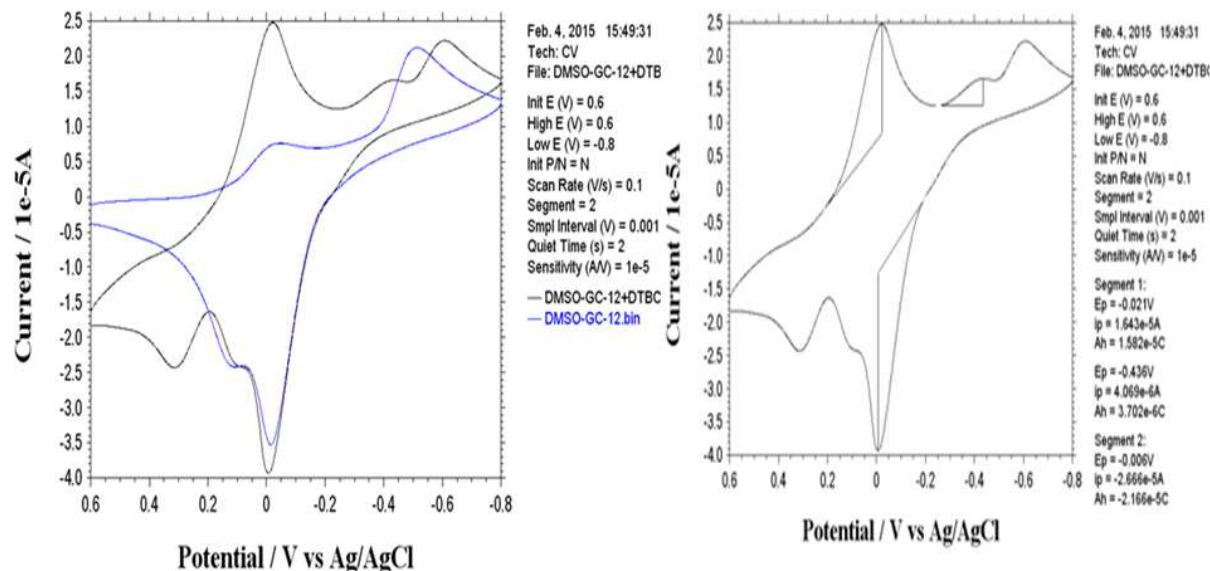 Current / 1e-5A
2.5
2.0
1.5
1.0
0.5
0
-0.5
-1.0
-1.5
-2.0
-2.5
-3.0
-3.5
-4.0
0.6 0.4 0.2 0 -0.2 -0.4 -0.6 -0.8
Potential / V vs Ag/AgCl
Feb. 4, 2015 15:49:31
Tech: CV
File: DMSO-GC-12+DTB
Init E (V) = 0.6
High E (V) = 0.6
Low E (V) = -0.8
Init P/N = N
Scan Rate (V/s) = 0.1
Segment = 2
Smpl Interval (V) = 0.001
Quiet Time (s) = 2
Sensitivity (A/V) = 1e-5
DMSO-GC-12+DTBC
DMSO-GC-12.bin
Current / 1e-5A
2.5
2.0
1.5
1.0
0.5
0
-0.5
-1.0
-1.5
-2.0
-2.5
-3.0
-3.5
-4.0
0.6 0.4 0.2 0 -0.2 -0.4 -0.6 -0.8
Potential / V vs Ag/AgCl
Feb. 4, 2015 15:49:31
Tech: CV
File: DMSO-GC-12+DTBC
Init E (V) = 0.6
High E (V) = 0.6
Low E (V) = -0.8
Init P/N = N
Scan Rate (V/s) = 0.1
Segment = 2
Smpl Interval (V) = 0.001
Quiet Time (s) = 2
Sensitivity (A/V) = 1e-5
Segment 1:
Ep = -0.021V
ip = 1.643e-5A
Ah = 1.582e-5C
Ep = -0.436V
ip = 4.069e-6A
Ah = 3.702e-6C
Segment 2:
Ep = -0.006V
ip = -2.666e-5A
Ah = -2.166e-5C